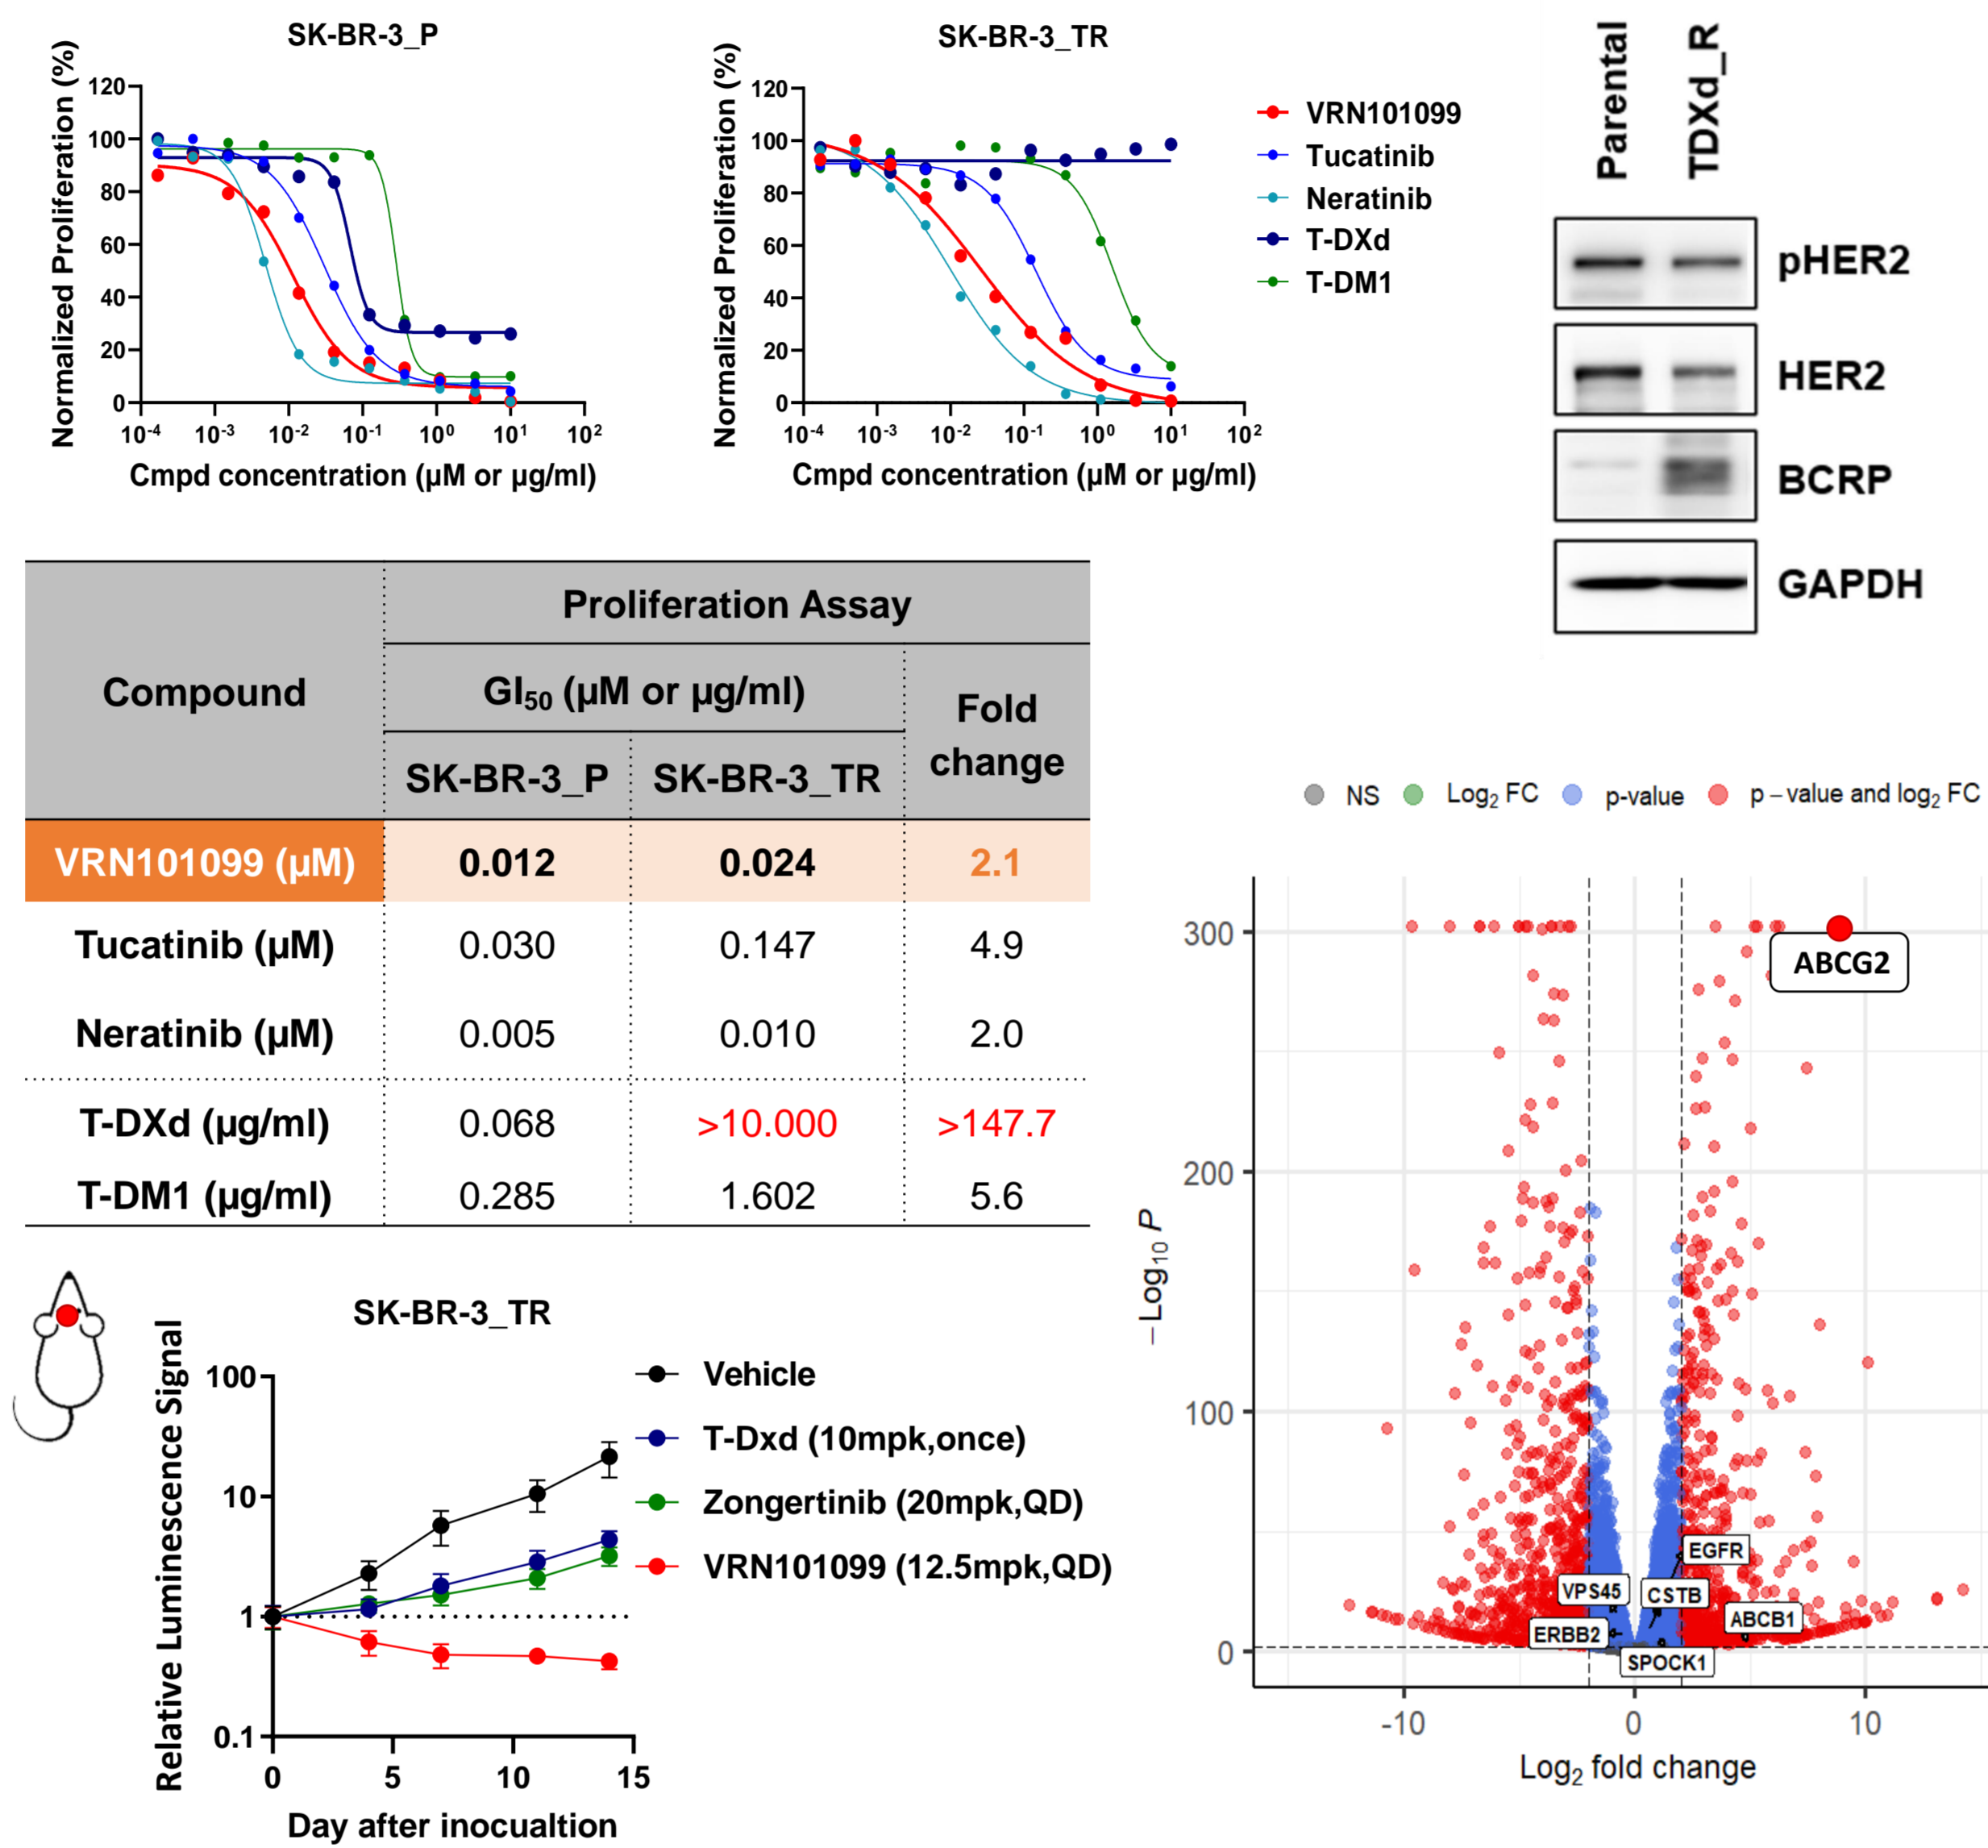 SK-BR-3_P
Normalized Proliferation (%)
120
100
80
60
40
20
0
10-4 10-3 10-2 10-1 100 101 102
Cmpd concentration (µM or µg/ml)
SK-BR-3_TR
Normalized Proliferation (%)
120
100
80
60
40
20
0
10-4 10-3 10-2 10-1 100 101 102
Cmpd concentration (µM or µg/ml)
VRN101099
Tucatinib
Neratinib
T-DXd
T-DM1
Parental
TDXd_R
pHER2
HER2
BCRP
GAPDH
Compound
Proliferation Assay
GI50 (µM or µg/ml)
Fold
change
SK-BR-3_P SK-BR-3_TR
VRN101099 (µM) 0.012 0.024 2.1
Tucatinib (µM) 0.030 0.147 4.9
Neratinib (µM) 0.005 0.010 2.0
T-DXd (µg/ml) 0.068 >10.000 >147.7
T-DM1 (µg/ml) 0.285 1.602 5.6
SK-BR-3_TR
Relative Luminescence Signal
100
10
1
0.1
0 5 10 15
Day after inocualtion
Vehicle
T-Dxd (10mpk,once)
Zongertinib (20mpk,QD)
VRN101099 (12.5mpk,QD)
NS Log2 FC p-value p – value and log2 FC
–Log10 P
300
200
100
0
ABCG2
EGFR
VPS45
CSTB
ABCB1
ERBB2
SPOCK1
-10 0 10
Log2 fold change